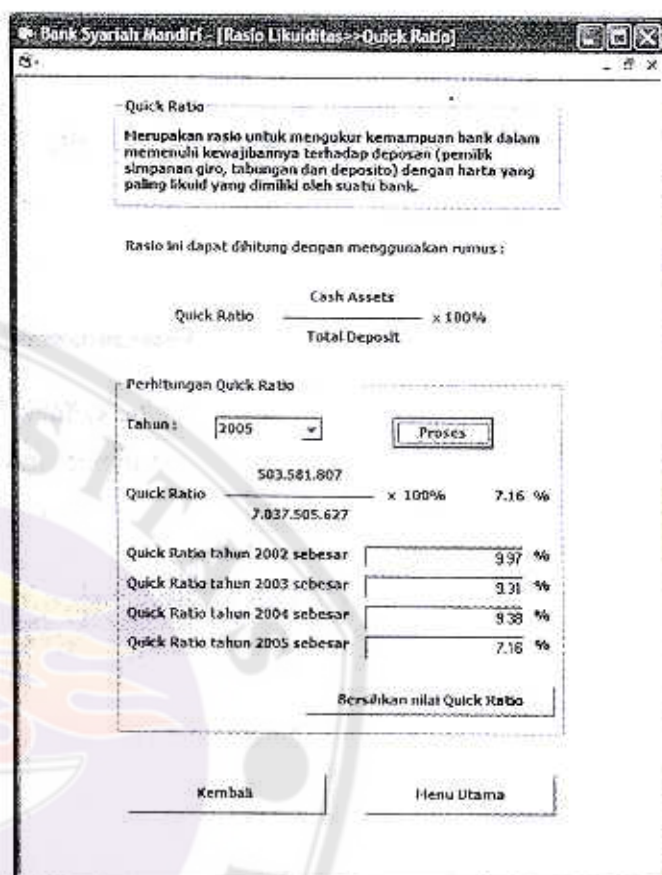 Bank Syariah Mandiri - [Rasio Likuiditas>>Quick Ratio]
Quick Ratio
Merupakan rasio untuk mengukur kemampuan bank dalam
memenuhi kewajibannya terhadap deposan (pemilik
simpanan giro, tabungan dan deposito) dengan harta yang
paling likuid yang dimiliki oleh suatu bank.
Rasio ini dapat dihitung dengan menggunakan rumus :
Cash Assets
Quick Ratio x 100%
Total Deposit
Perhitungan Quick Ratio
Tahun : 2005 Proses
503.581.807
Quick Ratio x 100% 7.16 %
7.037.505.627
Quick Ratio tahun 2002 sebesar 9.97 %
Quick Ratio tahun 2003 sebesar 9.31 %
Quick Ratio tahun 2004 sebesar 9.38 %
Quick Ratio tahun 2005 sebesar 7.16 %
Bersihkan nilai Quick Ratio
Kembali Menu Utama
SITAS